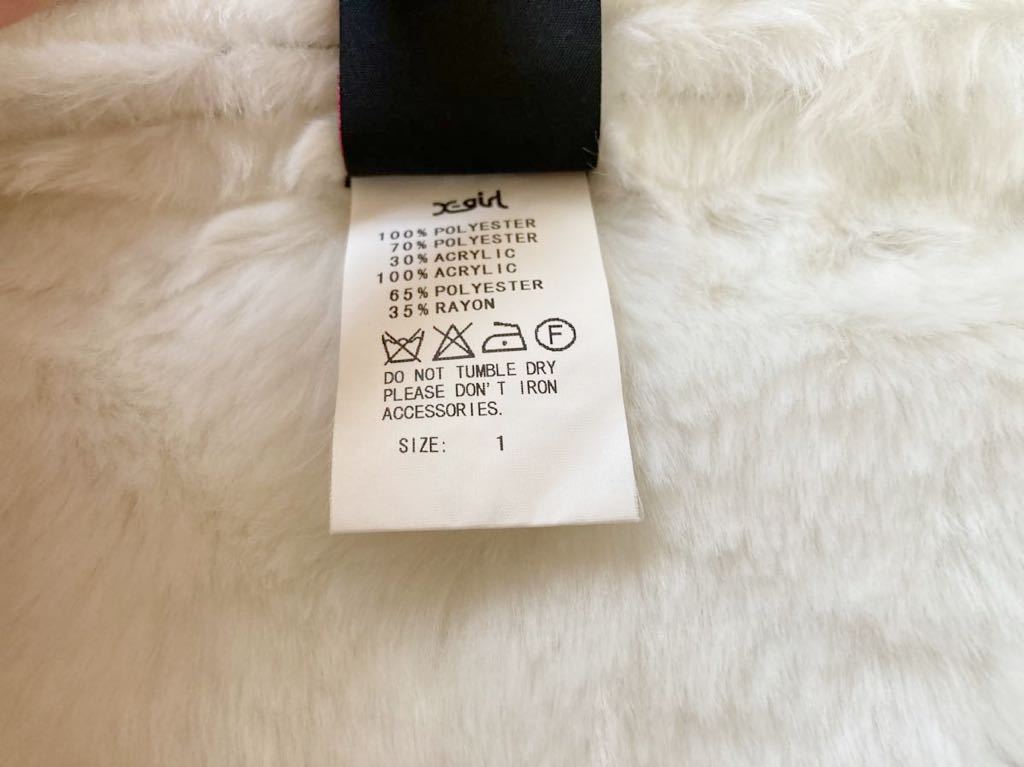 X-girl
100% POLYESTER
70% POLYESTER
30% ACRYLIC
100% ACRYLIC
65% POLYESTER
35% RAYON
F
DO NOT TUMBLE DRY
PLEASE DON'T IRON
ACCESSORIES.
SIZE: 1